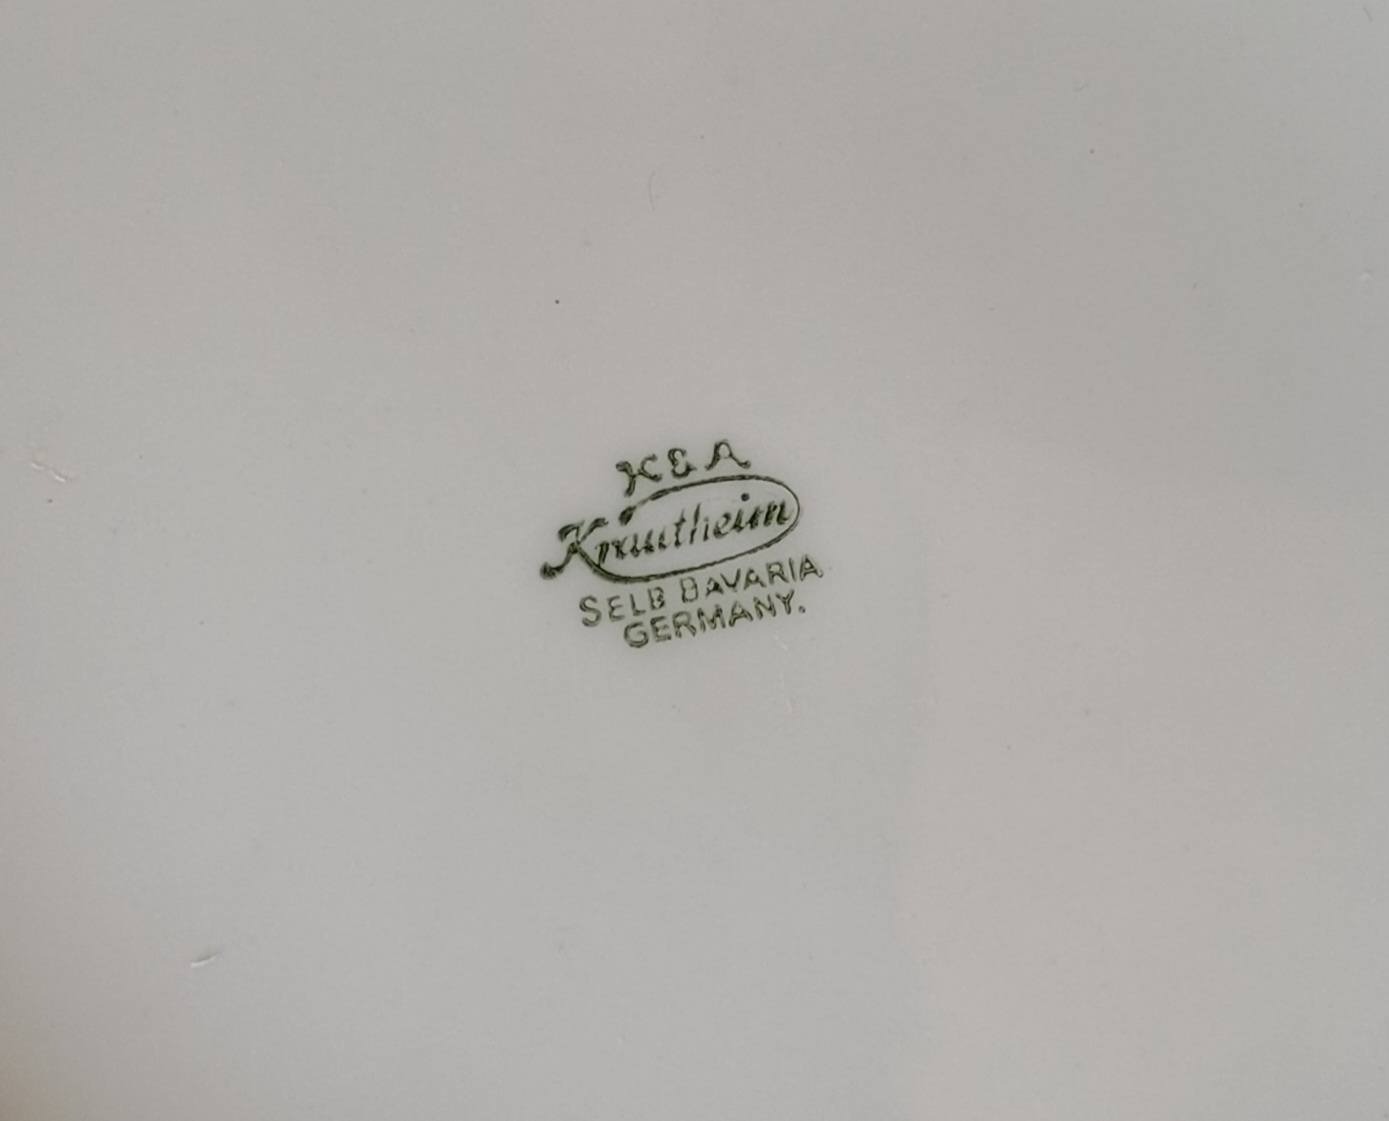 K & A
Krautheim
SELB BAVARIA
GERMANY.